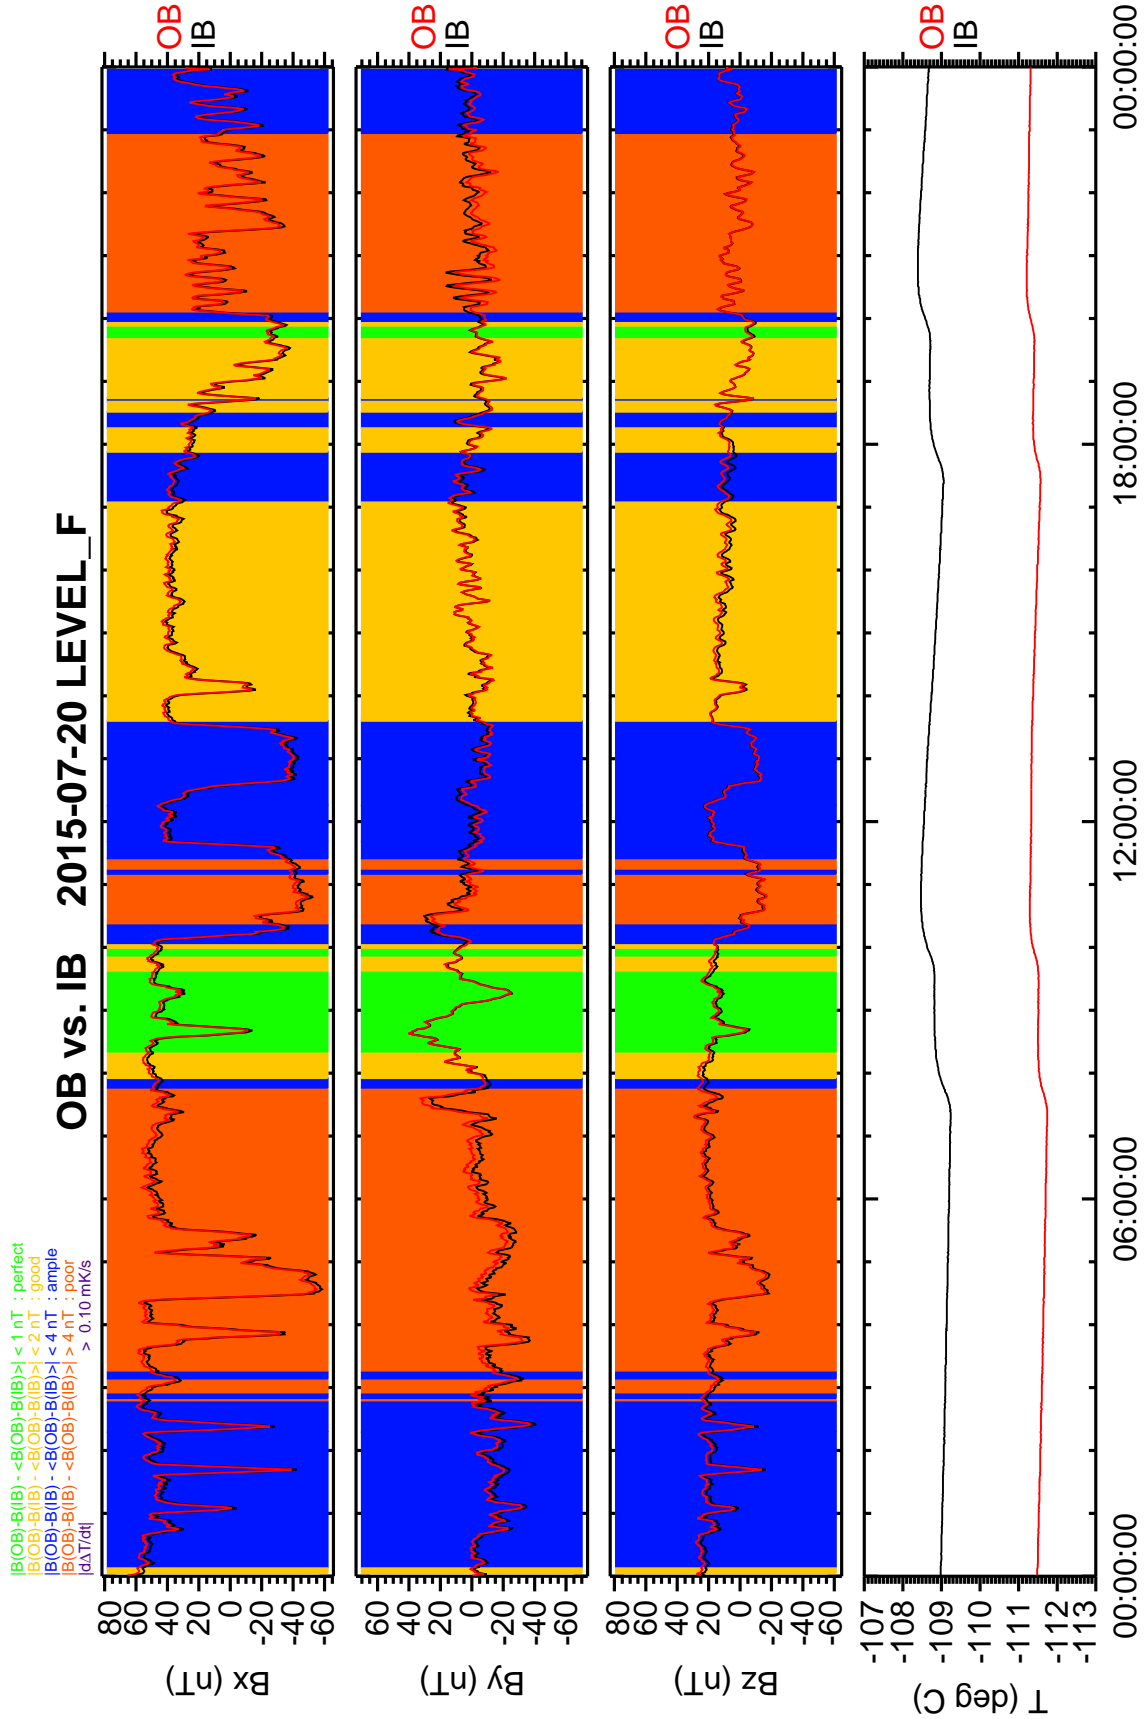 |B(OB)-B(IB) - <B(OB)-B(IB)>| < 1 nT : perfect
|B(OB)-B(IB) - <B(OB)-B(IB)>| < 2 nT : good
|B(OB)-B(IB) - <B(OB)-B(IB)>| < 4 nT : ample
|B(OB)-B(IB) - <B(OB)-B(IB)>| > 4 nT : poor
|dΔT/dt| > 0.10 mK/s
OB vs. IB 2015-07-20 LEVEL_F
Bx (nT)
80
60
40
20
0
-20
-40
-60
OB
IB
By (nT)
60
40
20
0
-20
-40
-60
OB
IB
Bz (nT)
80
60
40
20
0
-20
-40
-60
OB
IB
T (deg C)
-107
-108
-109
-110
-111
-112
-113
OB
IB
00:00:00 06:00:00 12:00:00 18:00:00 00:00:00